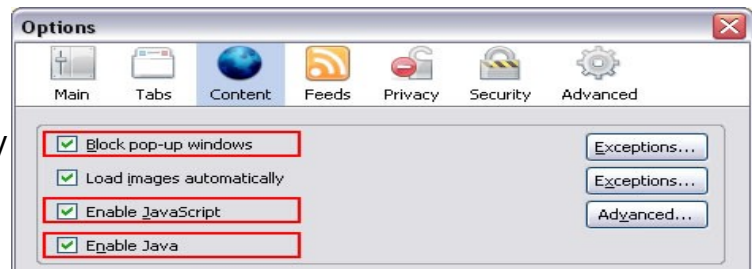 Options
Main Tabs Content Feeds Privacy Security Advanced
y Block pop-up windows Exceptions...
Load images automatically Exceptions...
Enable JavaScript Advanced...
Enable Java